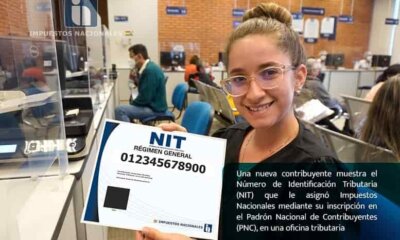 IMPUESTOS NACIONALES
NIT
RÉGIMEN GENERAL
012345678900
IMPUESTOS NACIONALES
Una nueva contribuyente muestra el
Número de Identificación Tributaria
(NIT) que le asignó Impuestos
Nacionales mediante su inscripción en
el Padrón Nacional de Contribuyentes
(PNC), en una oficina tributaria